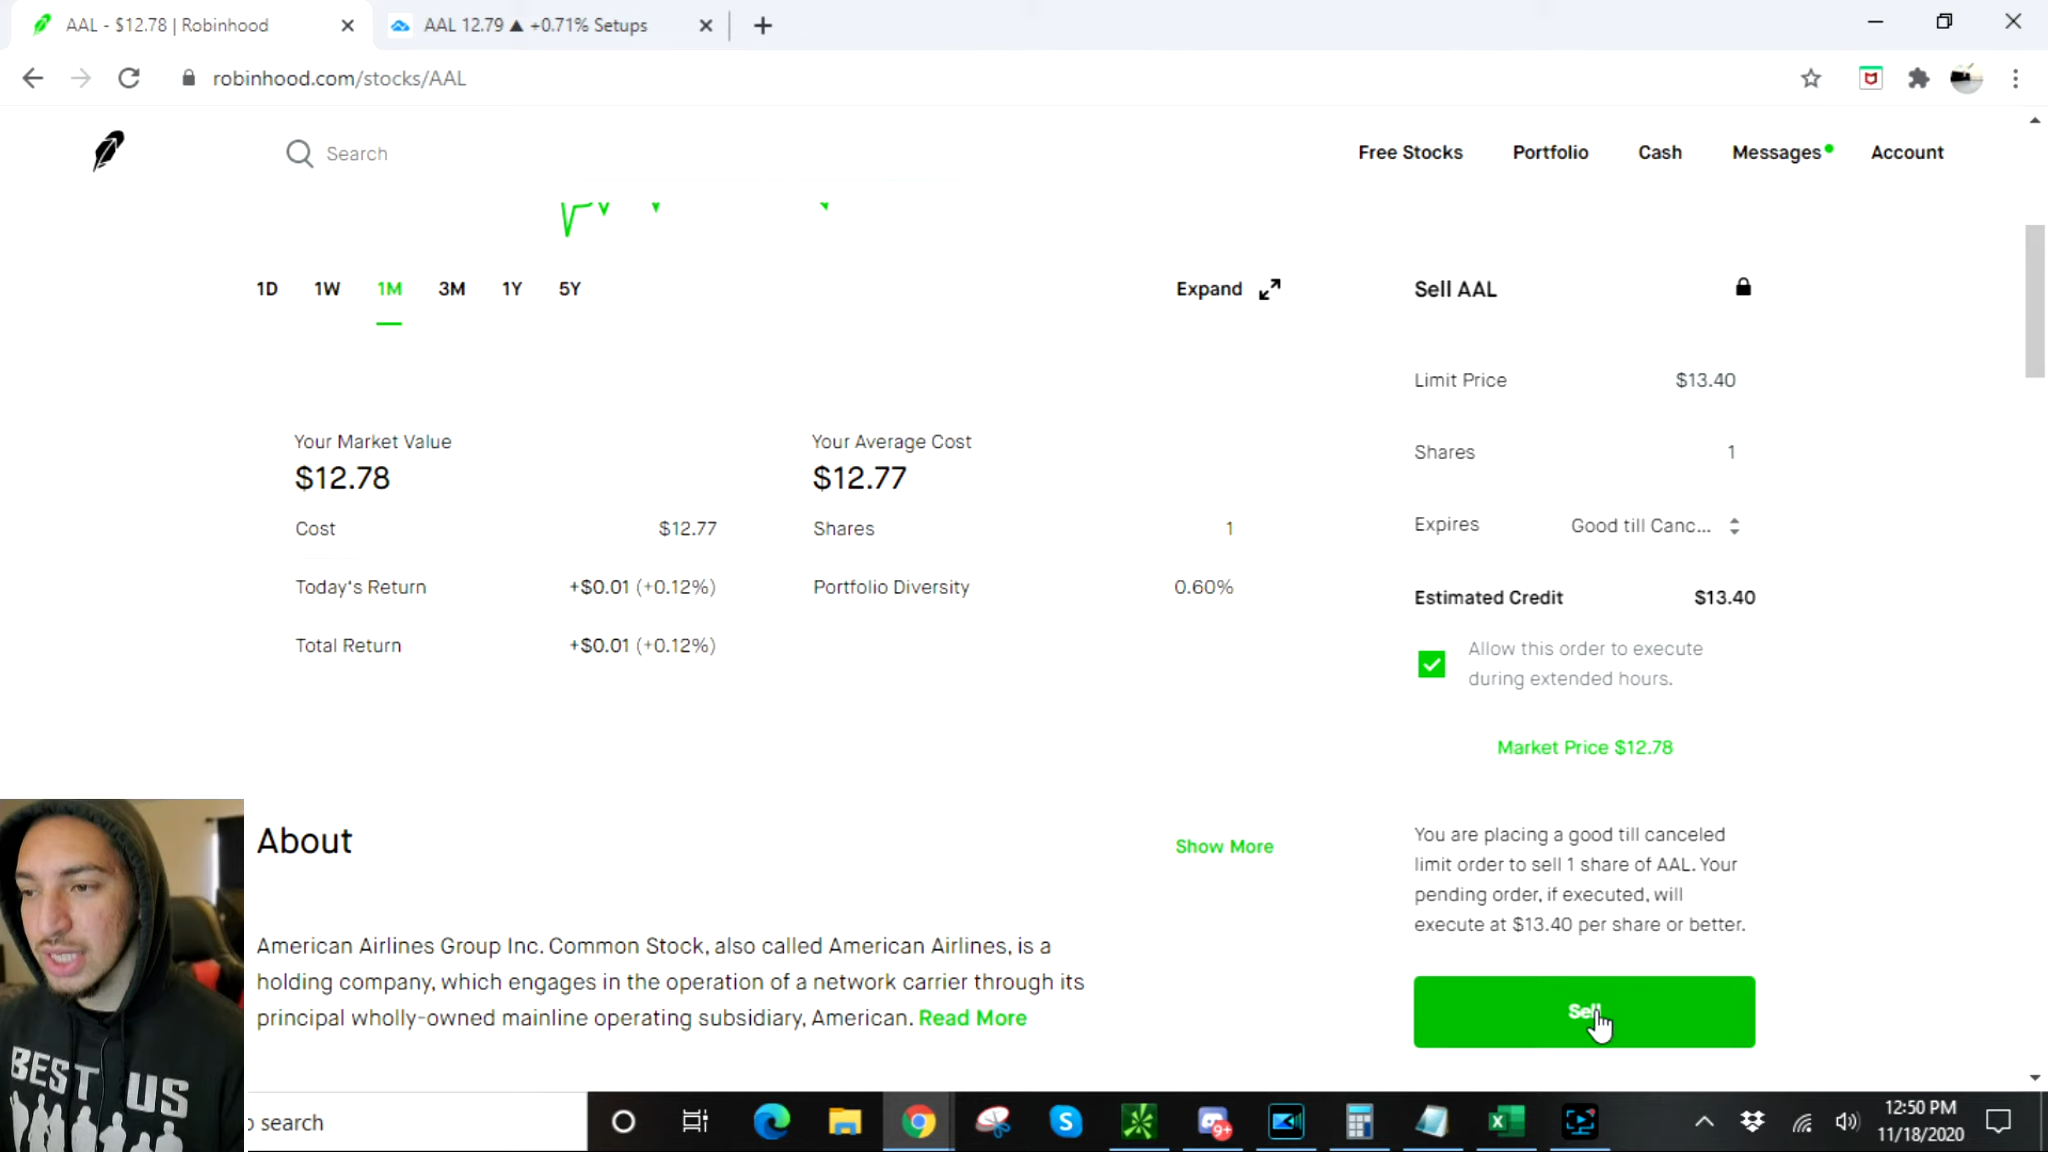 AAL - $12.78 | Robinhood
AAL 12.79 ▲ +0.71% Setups
robinhood.com/stocks/AAL
Search
Free Stocks
Portfolio
Cash
Messages
Account
1D 1W 1M 3M 1Y 5Y
Expand
Your Market Value
$12.78
Cost $12.77
Today's Return +$0.01 (+0.12%)
Total Return +$0.01 (+0.12%)
Your Average Cost
$12.77
Shares 1
Portfolio Diversity 0.60%
Sell AAL
Limit Price $13.40
Shares 1
Expires Good till Canc...
Estimated Credit $13.40
Allow this order to execute
during extended hours.
Market Price $12.78
You are placing a good till canceled
limit order to sell 1 share of AAL. Your
pending order, if executed, will
execute at $13.40 per share or better.
Sell
About
Show More
American Airlines Group Inc. Common Stock, also called American Airlines, is a
holding company, which engages in the operation of a network carrier through its
principal wholly-owned mainline operating subsidiary, American. Read More
BEST US
search
9+
12:50 PM
11/18/2020